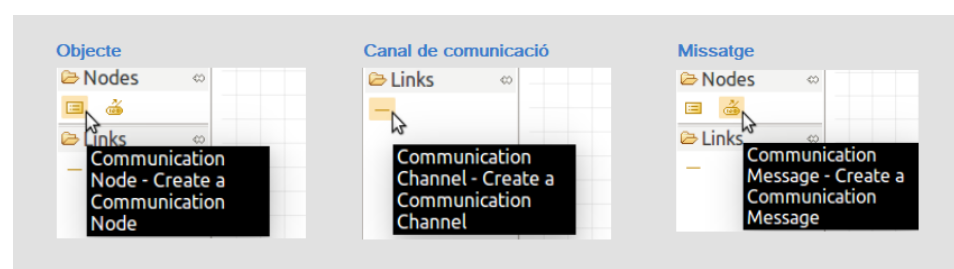 Objecte
Nodes
Links
Communication
Node - Create a
Communication
Node
Canal de comunicació
Links
Communication
Channel - Create a
Communication
Channel
Missatge
Nodes
Links
Communication
Message - Create a
Communication
Message